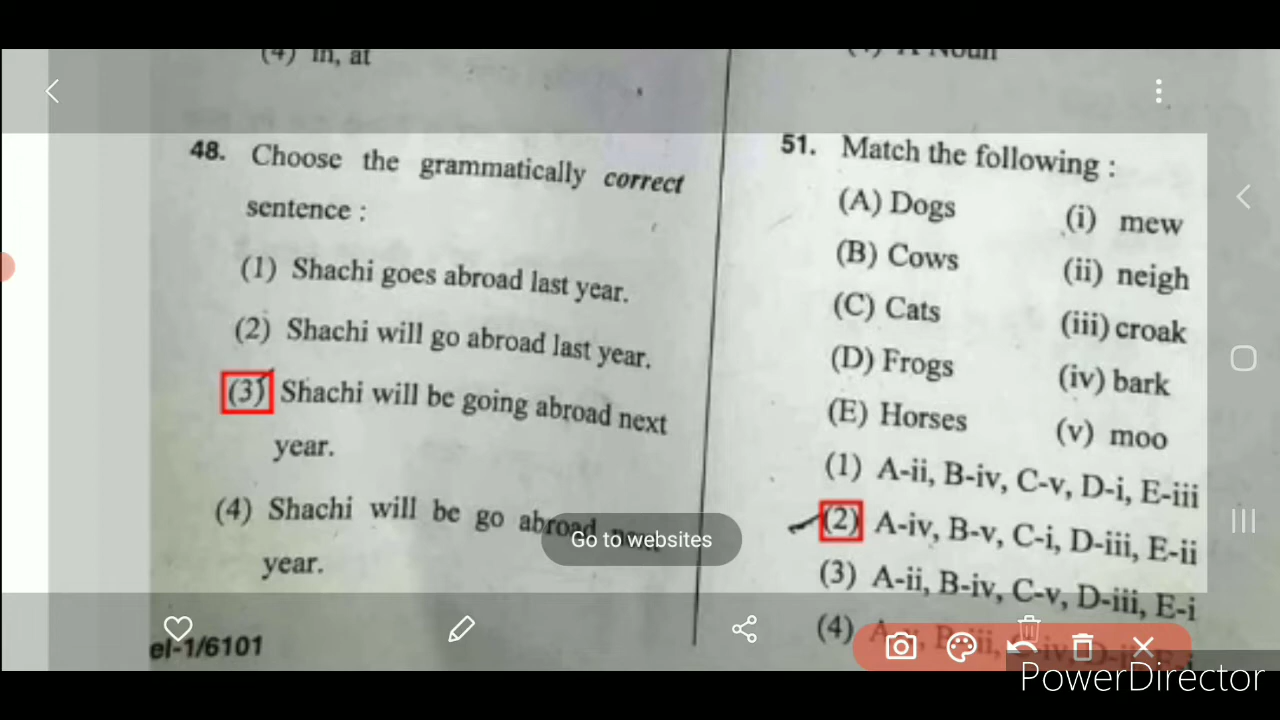 (4) in, at
48. Choose the grammatically correct
sentence :
(1) Shachi goes abroad last year.
(2) Shachi will go abroad last year.
(3) Shachi will be going abroad next
year.
(4) Shachi will be go abroad next
year.
el-1/6101
(4) A Noun
51. Match the following :
(A) Dogs (i) mew
(B) Cows (ii) neigh
(C) Cats (iii) croak
(D) Frogs (iv) bark
(E) Horses (v) moo
(1) A-ii, B-iv, C-v, D-i, E-iii
(2) A-iv, B-v, C-i, D-iii, E-ii
(3) A-ii, B-iv, C-v, D-iii, E-i
(4)
Go to websites
PowerDirector